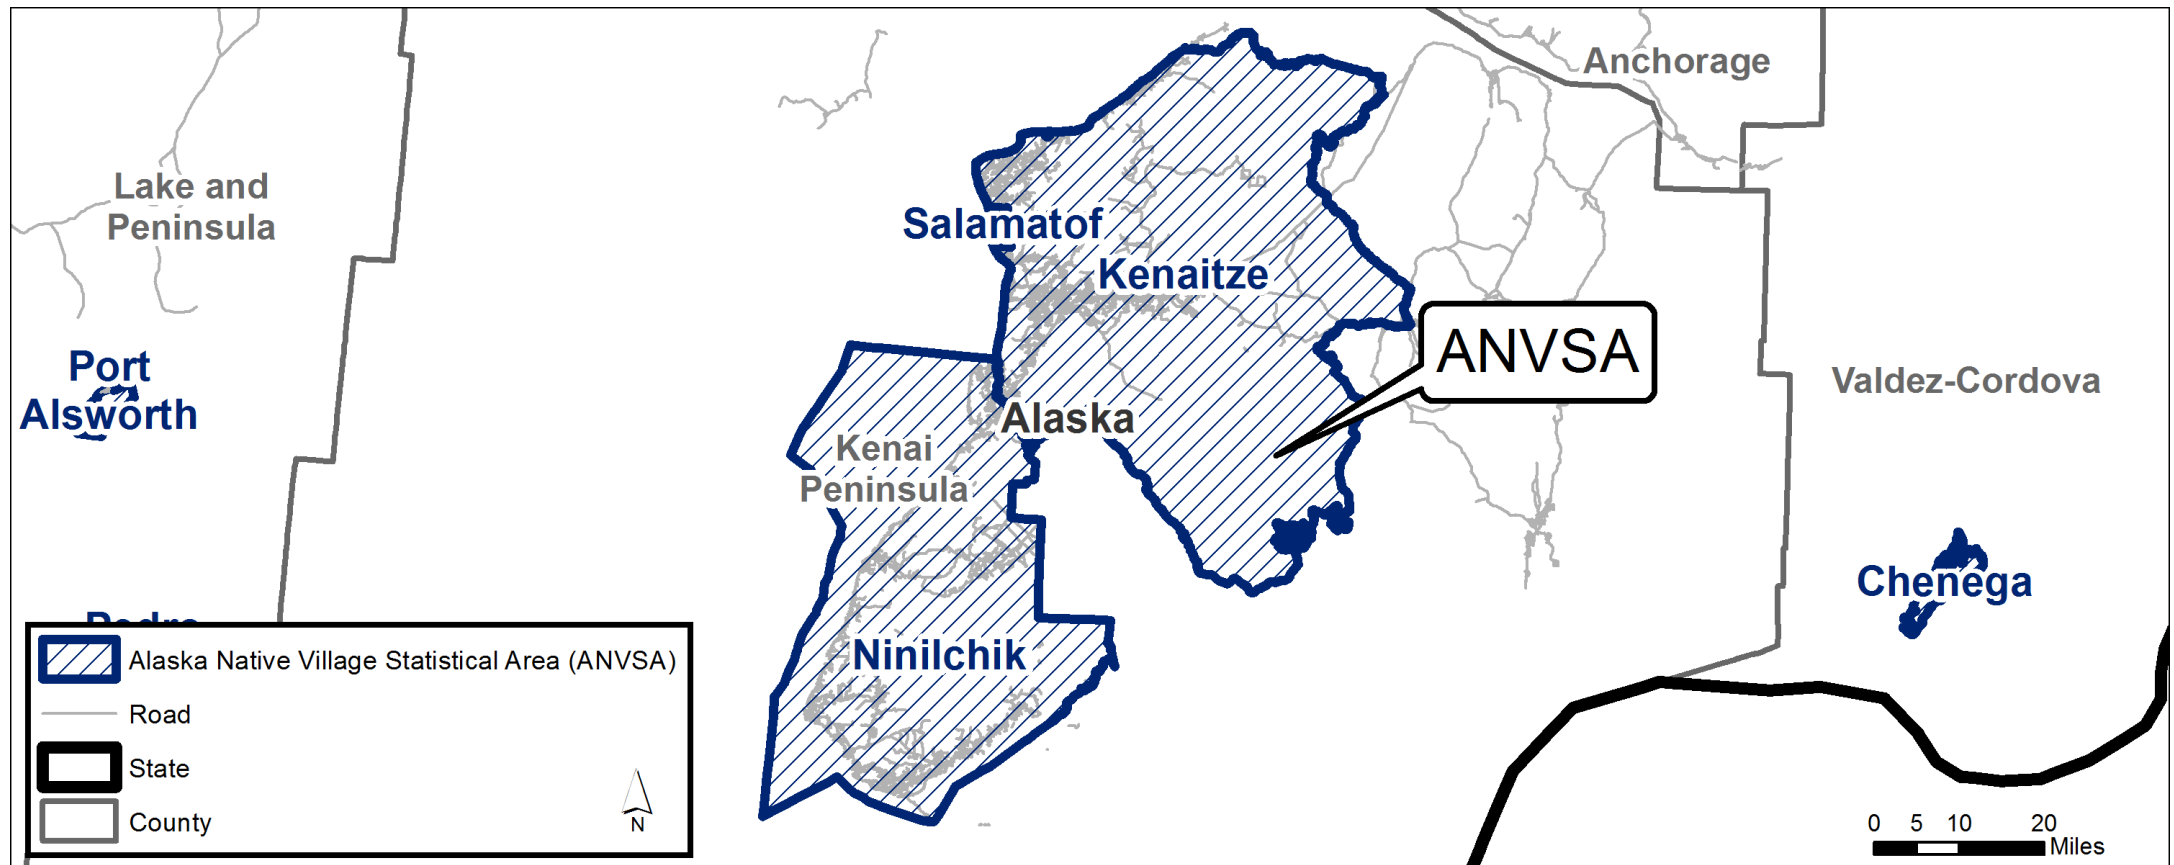 Anchorage
Lake and
Peninsula
Salamatof
Kenaitze
ANVSA
Port
Alsworth
Valdez-Cordova
Alaska
Kenai
Peninsula
Chenega
Pedro
Ninilchik
Alaska Native Village Statistical Area (ANVSA)
Road
State
County
N
0 5 10 20
Miles